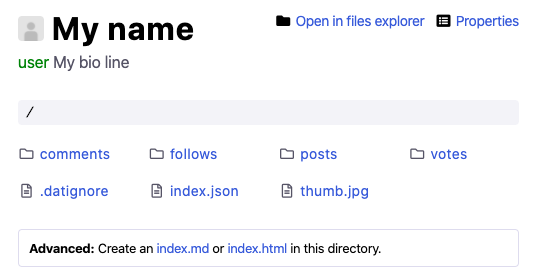 My name
Open in files explorer Properties
user My bio line
/
comments follows posts votes
.datignore index.json thumb.jpg
Advanced: Create an index.md or index.html in this directory.